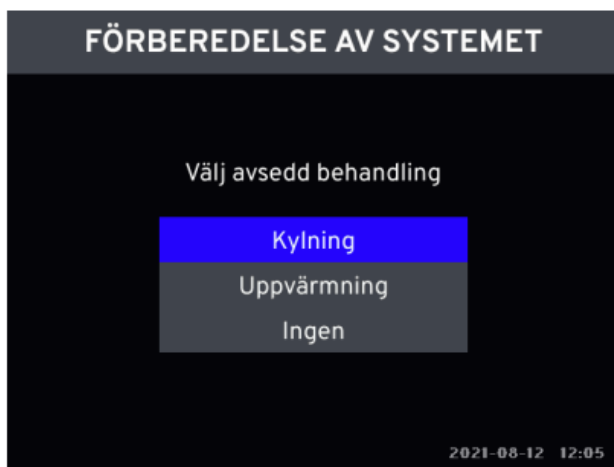 FÖRBEREDELSE AV SYSTEMET
Välj avsedd behandling
Kylning
Uppvärmning
Ingen
2021-08-12 12:05